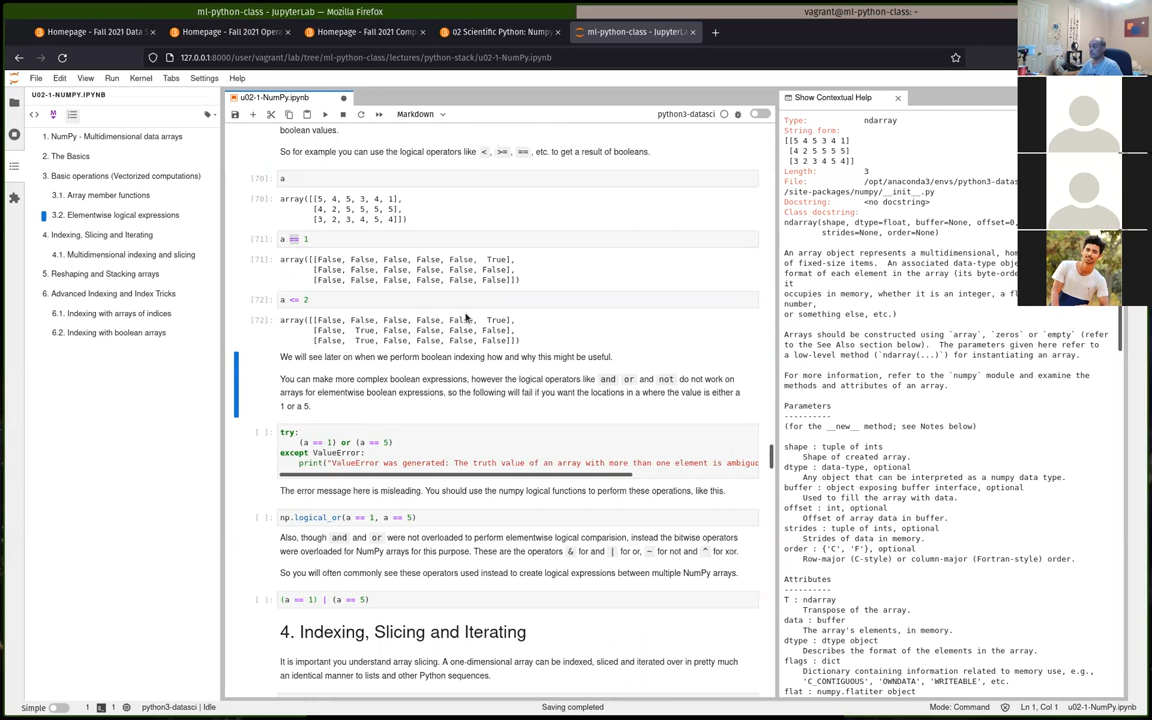 ml-python-class - JupyterLab — Mozilla Firefox
vagrant@ml-python-class: ~
Homepage - Fall 2021 Data S
Homepage - Fall 2021 Opera
Homepage - Fall 2021 Comp
02 Scientific Python: Nump
ml-python-class - JupyterLa
127.0.0.1:8000/user/vagrant/lab/tree/ml-python-class/lectures/python-stack/u02-1-NumPy.ipynb
File Edit View Run Kernel Tabs Settings Help
U02-1-NUMPY.IPYNB
1. NumPy - Multidimensional data arrays
2. The Basics
3. Basic operations (Vectorized computations)
3.1. Array member functions
3.2. Elementwise logical expressions
4. Indexing, Slicing and Iterating
4.1. Multidimensional indexing and slicing
5. Reshaping and Stacking arrays
6. Advanced Indexing and Index Tricks
6.1. Indexing with arrays of indices
6.2. Indexing with boolean arrays
u02-1-NumPy.ipynb
Markdown
python3-datasci
boolean values.
So for example you can use the logical operators like <, >=, ==, etc. to get a result of booleans.
[70] a
[70] array([[5, 4, 5, 3, 4, 1],
[4, 2, 5, 5, 5, 5],
[3, 2, 3, 4, 5, 4]])
[71] a == 1
[71] array([[False, False, False, False, False, True],
[False, False, False, False, False, False],
[False, False, False, False, False, False]])
[72] a <= 2
[72] array([[False, False, False, False, False, True],
[False, True, False, False, False, False],
[False, True, False, False, False, False]])
We will see later on when we perform boolean indexing how and why this might be useful.
You can make more complex boolean expressions, however the logical operators like and or and not do not work on
arrays for elementwise boolean expressions, so the following will fail if you want the locations in a where the value is either a
1 or a 5.
[ ] try:
(a == 1) or (a == 5)
except ValueError:
print("ValueError was generated: The truth value of an array with more than one element is ambiguo
The error message here is misleading. You should use the numpy logical functions to perform these operations, like this.
[ ] np.logical_or(a == 1, a == 5)
Also, though and and or were not overloaded to perform elementwise logical comparision, instead the bitwise operators
were overloaded for NumPy arrays for this purpose. These are the operators & for and | for or, ~ for not and ^ for xor.
So you will often commonly see these operators used instead to create logical expressions between multiple NumPy arrays.
[ ] (a == 1) | (a == 5)
4. Indexing, Slicing and Iterating
It is important you understand array slicing. A one-dimensional array can be indexed, sliced and iterated over in pretty much
an identical manner to lists and other Python sequences.
Show Contextual Help
Type: ndarray
String form:
[[5 4 5 3 4 1]
[4 2 5 5 5 5]
[3 2 3 4 5 4]]
Length: 3
File: /opt/anaconda3/envs/python3-datasc
/site-packages/numpy/__init__.py
Docstring: <no docstring>
Class docstring:
ndarray(shape, dtype=float, buffer=None, offset=0,
strides=None, order=None)
An array object represents a multidimensional, ho
of fixed-size items. An associated data-type obje
format of each element in the array (its byte-orde
it
occupies in memory, whether it is an integer, a fl
number,
or something else, etc.)
Arrays should be constructed using `array`, `zeros` or `empty` (refer
to the See Also section below). The parameters given here refer to
a low-level method (`ndarray(...)`) for instantiating an array.
For more information, refer to the `numpy` module and examine the
methods and attributes of an array.
Parameters
----------
(for the __new__ method; see Notes below)
shape : tuple of ints
Shape of created array.
dtype : data-type, optional
Any object that can be interpreted as a numpy data type.
buffer : object exposing buffer interface, optional
Used to fill the array with data.
offset : int, optional
Offset of array data in buffer.
strides : tuple of ints, optional
Strides of data in memory.
order : {'C', 'F'}, optional
Row-major (C-style) or column-major (Fortran-style) order.
Attributes
----------
T : ndarray
Transpose of the array.
data : buffer
The array's elements, in memory.
dtype : dtype object
Describes the format of the elements in the array.
flags : dict
Dictionary containing information related to memory use, e.g.,
'C_CONTIGUOUS', 'OWNDATA', 'WRITEABLE', etc.
flat : numpy.flatiter object
Simple 1 1 python3-datasci | Idle
Saving completed
Mode: Command Ln 1, Col 1 u02-1-NumPy.ipynb